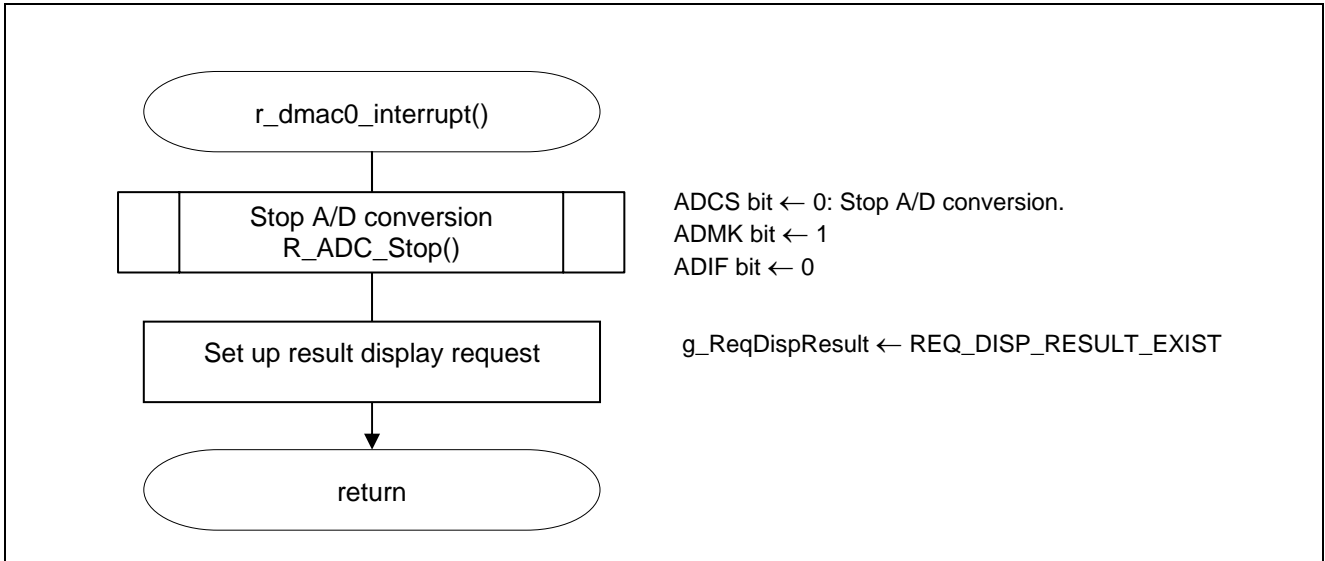 r_dmac0_interrupt()
Stop A/D conversion
R_ADC_Stop()
ADCS bit ← 0: Stop A/D conversion.
ADMK bit ← 1
ADIF bit ← 0
Set up result display request
g_ReqDispResult ← REQ_DISP_RESULT_EXIST
return